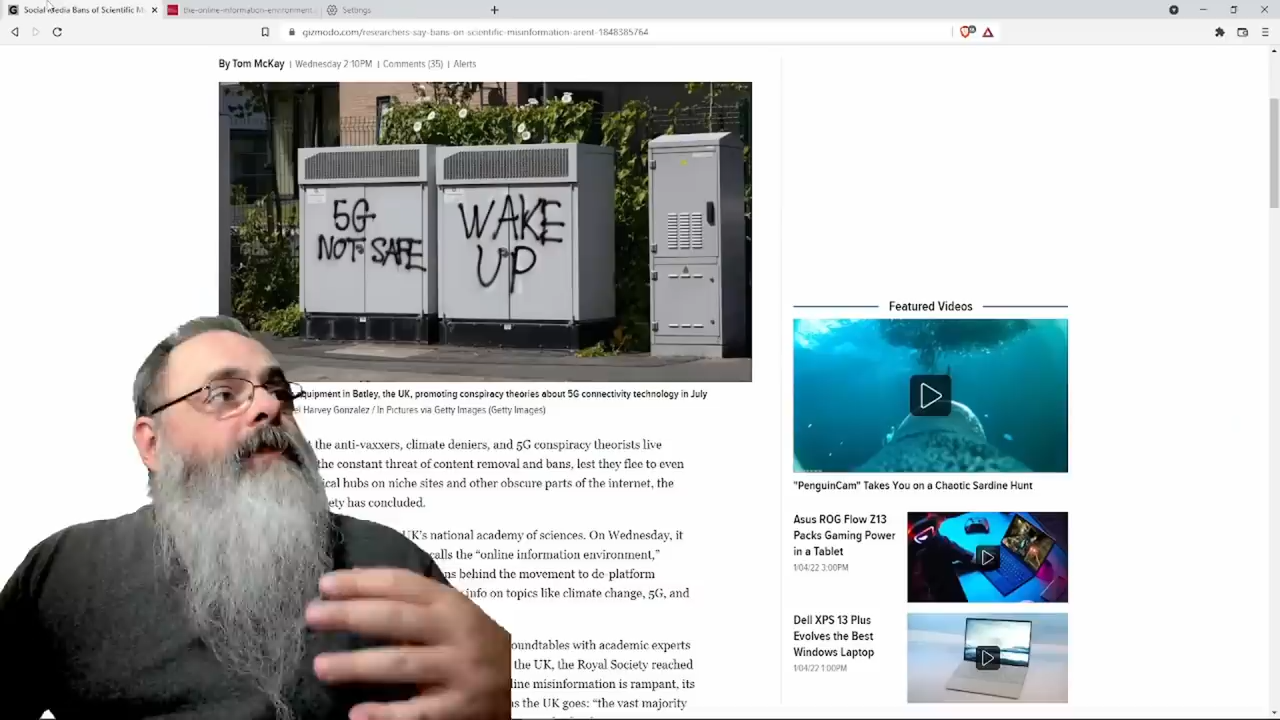 Social Media Bans of Scientific M
the-online-information-environment
Settings
gizmodo.com/researchers-say-bans-on-scientific-misinformation-arent-1848385764
By Tom McKay | Wednesday 2:10PM | Comments (35) | Alerts
5G
NOT SAFE
WAKE
UP
Featured Videos
equipment in Batley, the UK, promoting conspiracy theories about 5G connectivity technology in July
Harvey Gonzalez / In Pictures via Getty Images (Getty Images)
the anti-vaxxers, climate deniers, and 5G conspiracy theorists live
the constant threat of content removal and bans, lest they flee to even
hubs on niche sites and other obscure parts of the internet, the
has concluded.
UK's national academy of sciences. On Wednesday, it
calls the "online information environment,"
behind the movement to de-platform
info on topics like climate change, 5G, and
roundtables with academic experts
the UK, the Royal Society reached
misinformation is rampant, its
the UK goes: "the vast majority
"PenguinCam" Takes You on a Chaotic Sardine Hunt
Asus ROG Flow Z13
Packs Gaming Power
in a Tablet
1/04/22 3:00PM
Dell XPS 13 Plus
Evolves the Best
Windows Laptop
1/04/22 1:00PM